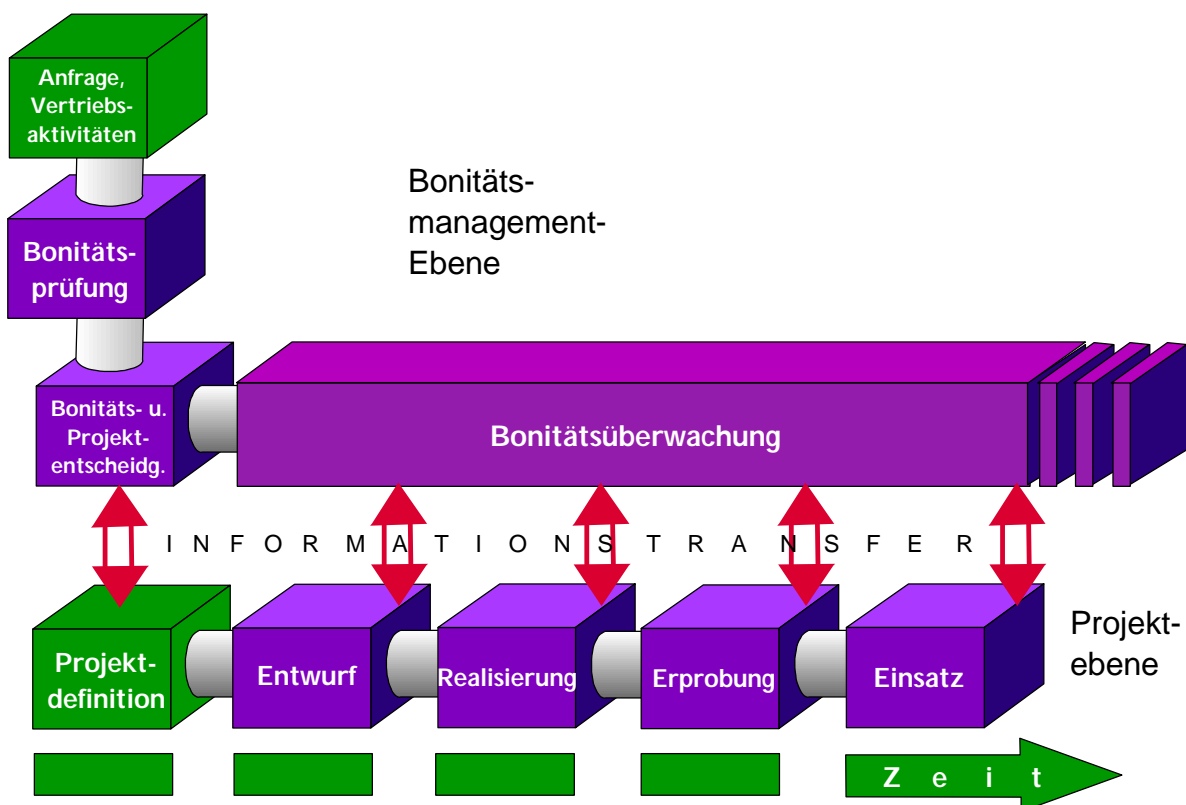 Anfrage,
Vertriebs-
aktivitäten
Bonitäts-
management-
Ebene
Bonitäts-
prüfung
Bonitäts- u.
Projekt-
entscheidg.
Bonitätsüberwachung
I N F O R M A T I O N S T R A N S F E R
Projekt-
definition
Entwurf
Realisierung
Erprobung
Einsatz
Projekt-
ebene
Z e i t